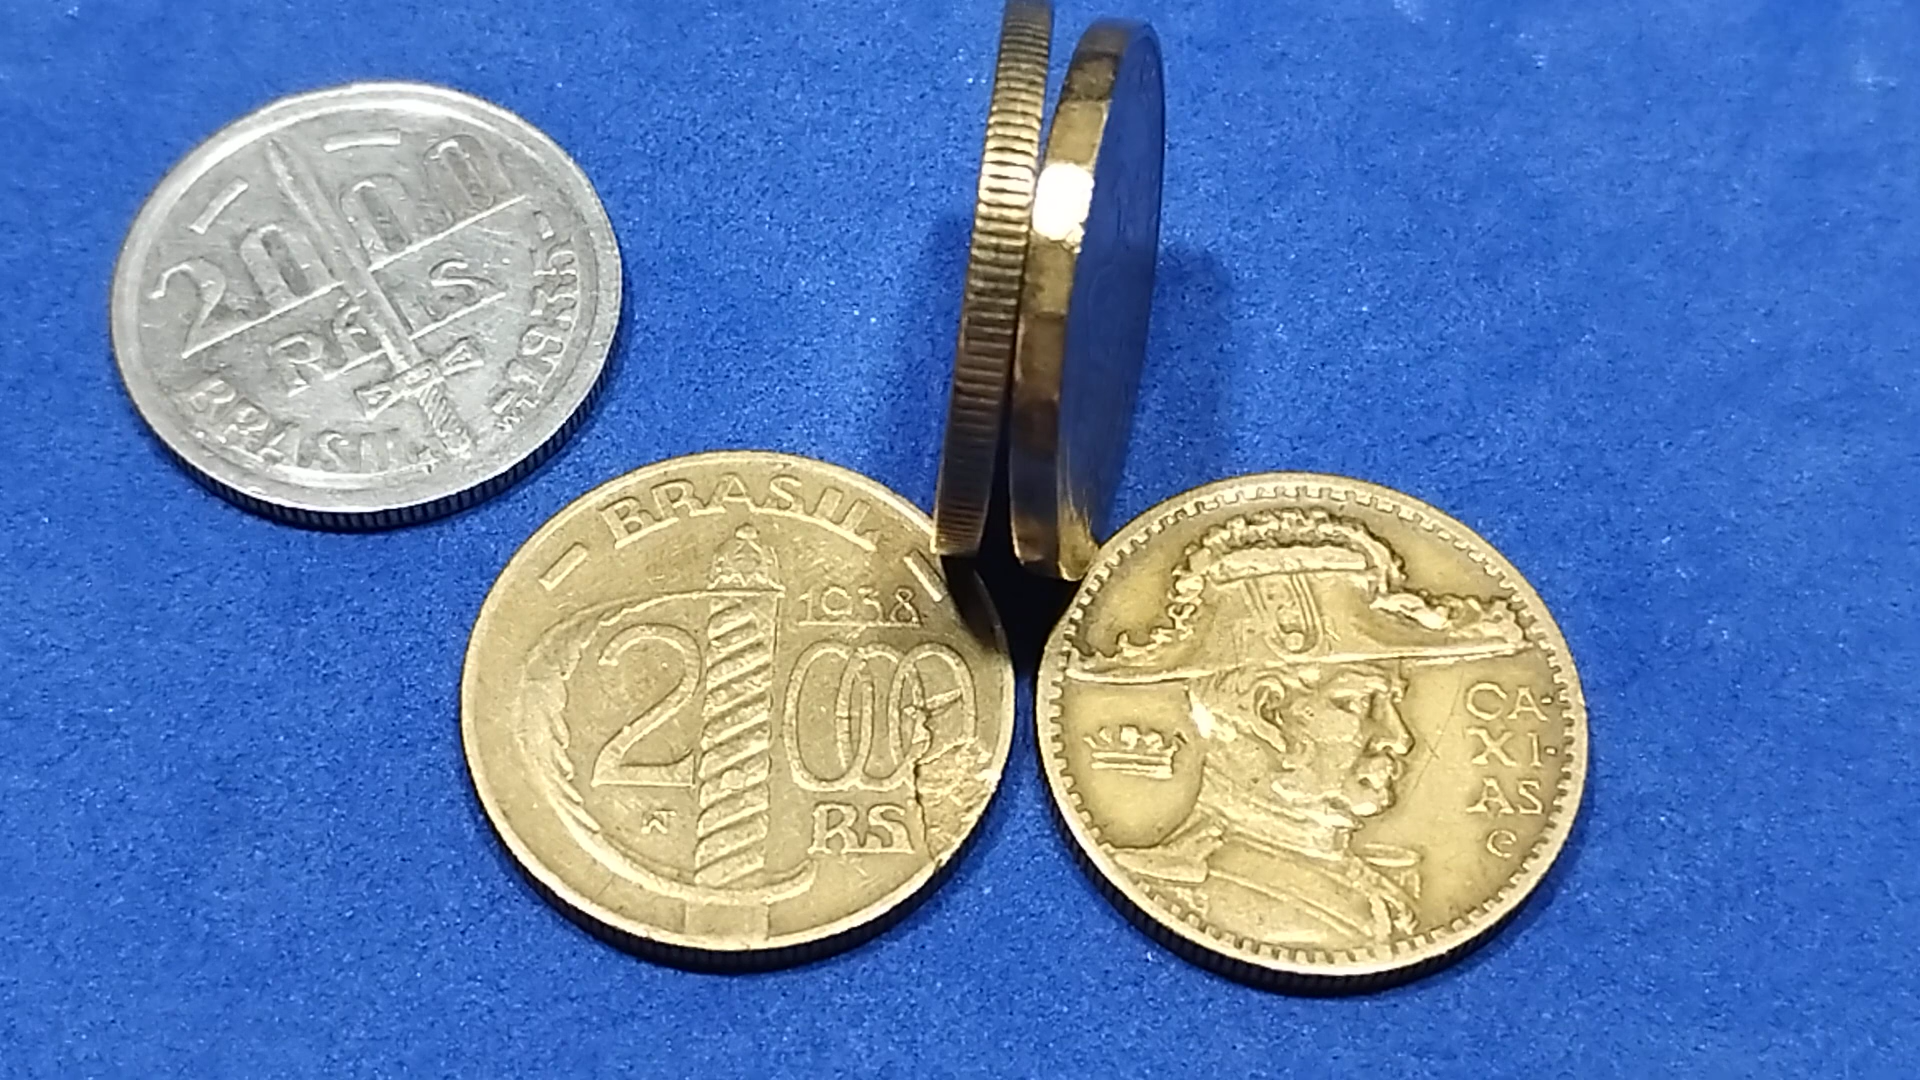 2000
RÉIS
BRASIL
1935
BRASIL
1938
2000
RS
CA·
XI·
AS
C